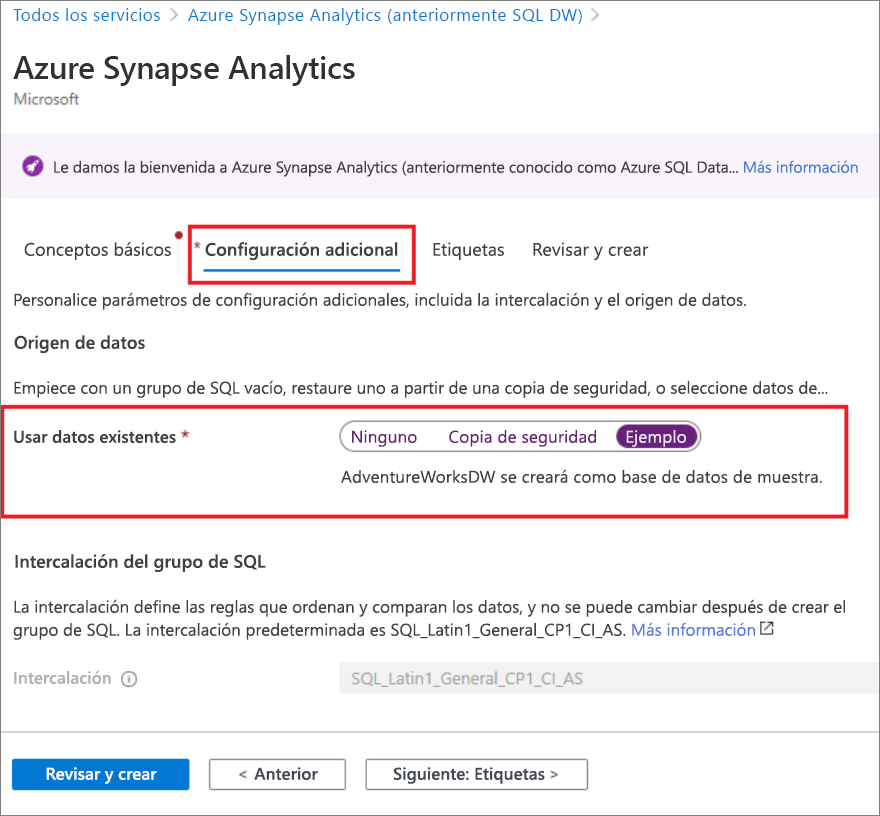 Todos los servicios > Azure Synapse Analytics (anteriormente SQL DW) >
Azure Synapse Analytics
Microsoft
Le damos la bienvenida a Azure Synapse Analytics (anteriormente conocido como Azure SQL Data... Más información
Conceptos básicos * Configuración adicional Etiquetas Revisar y crear
Personalice parámetros de configuración adicionales, incluida la intercalación y el origen de datos.
Origen de datos
Empiece con un grupo de SQL vacío, restaure uno a partir de una copia de seguridad, o seleccione datos de...
Usar datos existentes * Ninguno Copia de seguridad Ejemplo
AdventureWorksDW se creará como base de datos de muestra.
Intercalación del grupo de SQL
La intercalación define las reglas que ordenan y comparan los datos, y no se puede cambiar después de crear el
grupo de SQL. La intercalación predeterminada es SQL_Latin1_General_CP1_CI_AS. Más información
Intercalación SQL_Latin1_General_CP1_CI_AS
Revisar y crear < Anterior Siguiente: Etiquetas >